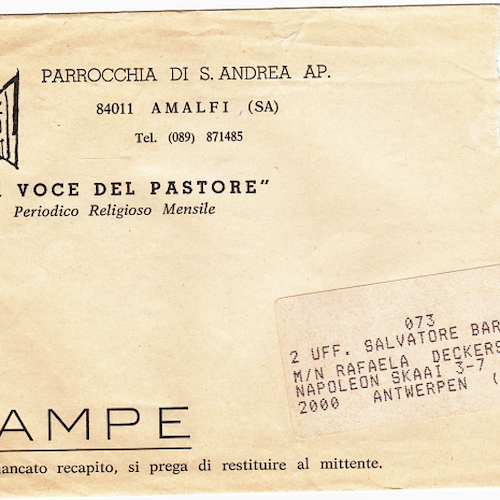 PARROCCHIA DI S. ANDREA AP.
84011 AMALFI (SA)
Tel. (089) 871485
VOCE DEL PASTORE"
Periodico Religioso Mensile
073
2 UFF. SALVATORE BAR
M/N RAFAELA DECKERS
NAPOLEON SKAAI 3-7
2000 ANTWERPEN (
AMPE
mancato recapito, si prega di restituire al mittente.